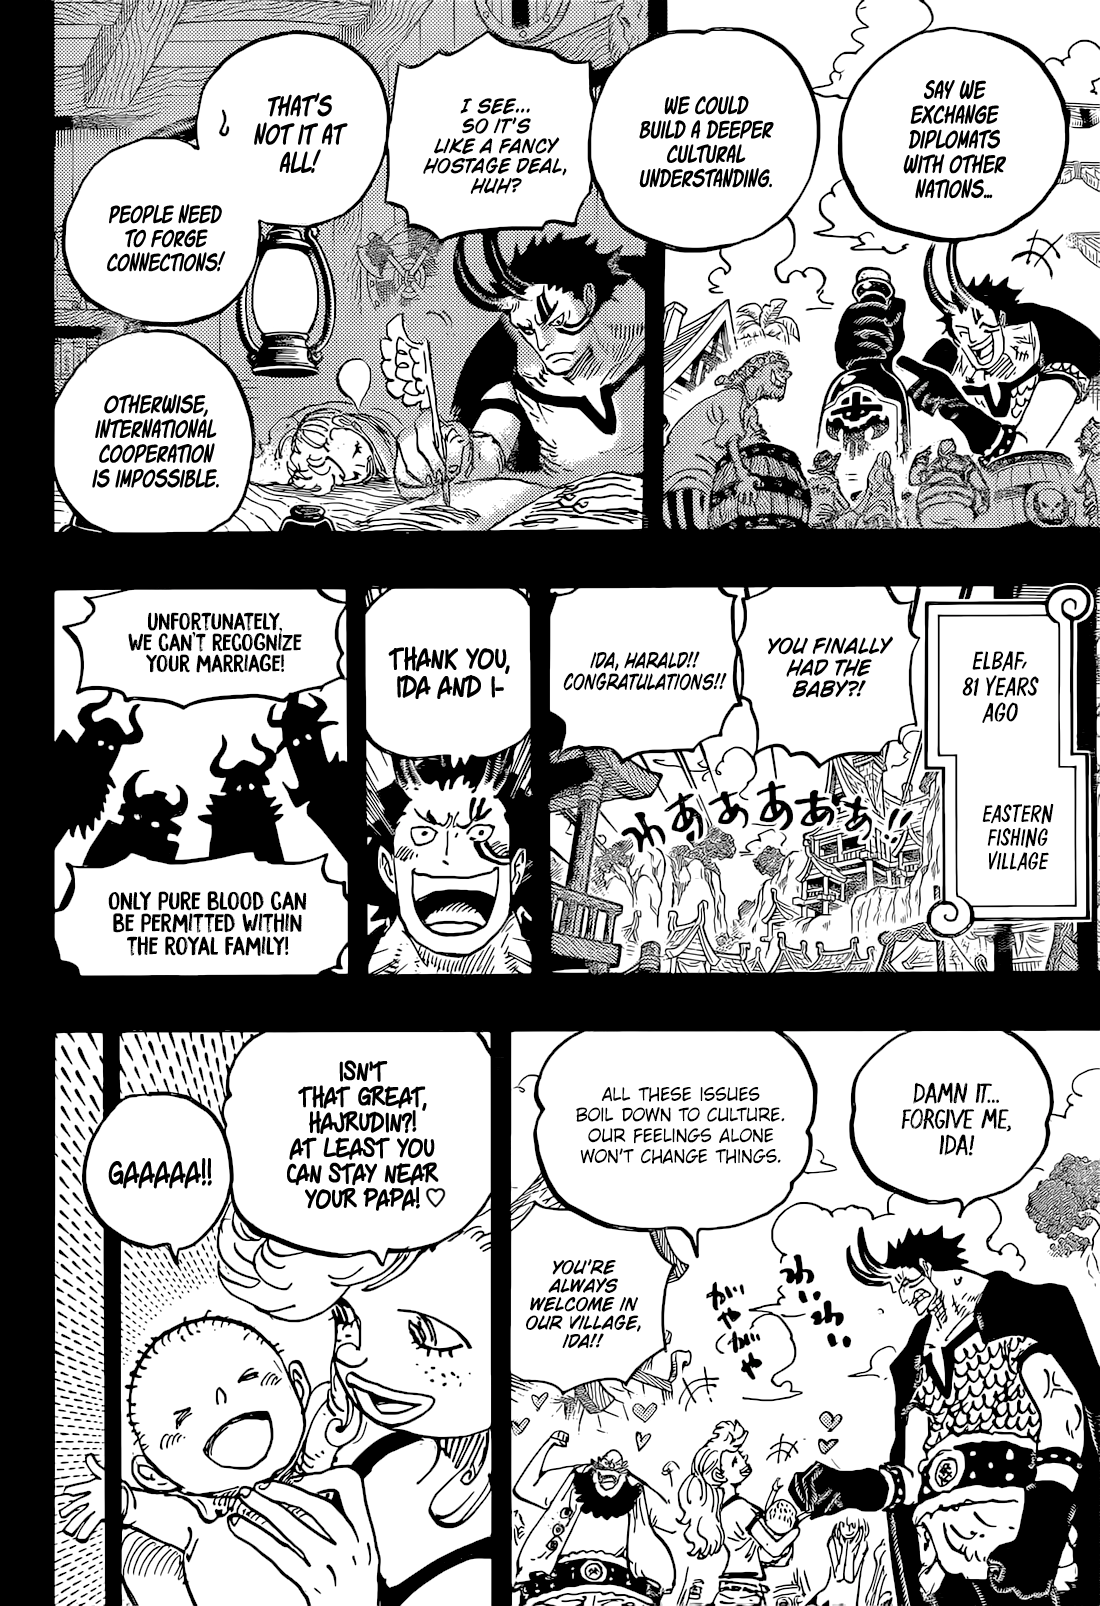 SAY WE
EXCHANGE
DIPLOMATS
WITH OTHER
NATIONS...
WE COULD
BUILD A DEEPER
CULTURAL
UNDERSTANDING.
I SEE...
SO IT'S
LIKE A FANCY
HOSTAGE DEAL,
HUH?
THAT'S
NOT IT AT
ALL!
PEOPLE NEED
TO FORGE
CONNECTIONS!
OTHERWISE,
INTERNATIONAL
COOPERATION
IS IMPOSSIBLE.
ELBAF,
81 YEARS
AGO
EASTERN
FISHING
VILLAGE
YOU FINALLY
HAD THE
BABY?!
IDA, HARALD!!
CONGRATULATIONS!!
わぁぁぁぁぁ!!
THANK YOU,
IDA AND I-
UNFORTUNATELY,
WE CAN'T RECOGNIZE
YOUR MARRIAGE!
ONLY PURE BLOOD CAN
BE PERMITTED WITHIN
THE ROYAL FAMILY!
DAMN IT...
FORGIVE ME,
IDA!
ALL THESE ISSUES
BOIL DOWN TO CULTURE.
OUR FEELINGS ALONE
WON'T CHANGE THINGS.
YOU'RE
ALWAYS
WELCOME IN
OUR VILLAGE,
IDA!!
ISN'T
THAT GREAT,
HAJRUDIN?!
AT LEAST YOU
CAN STAY NEAR
YOUR PAPA! ♡
GAAAAA!!